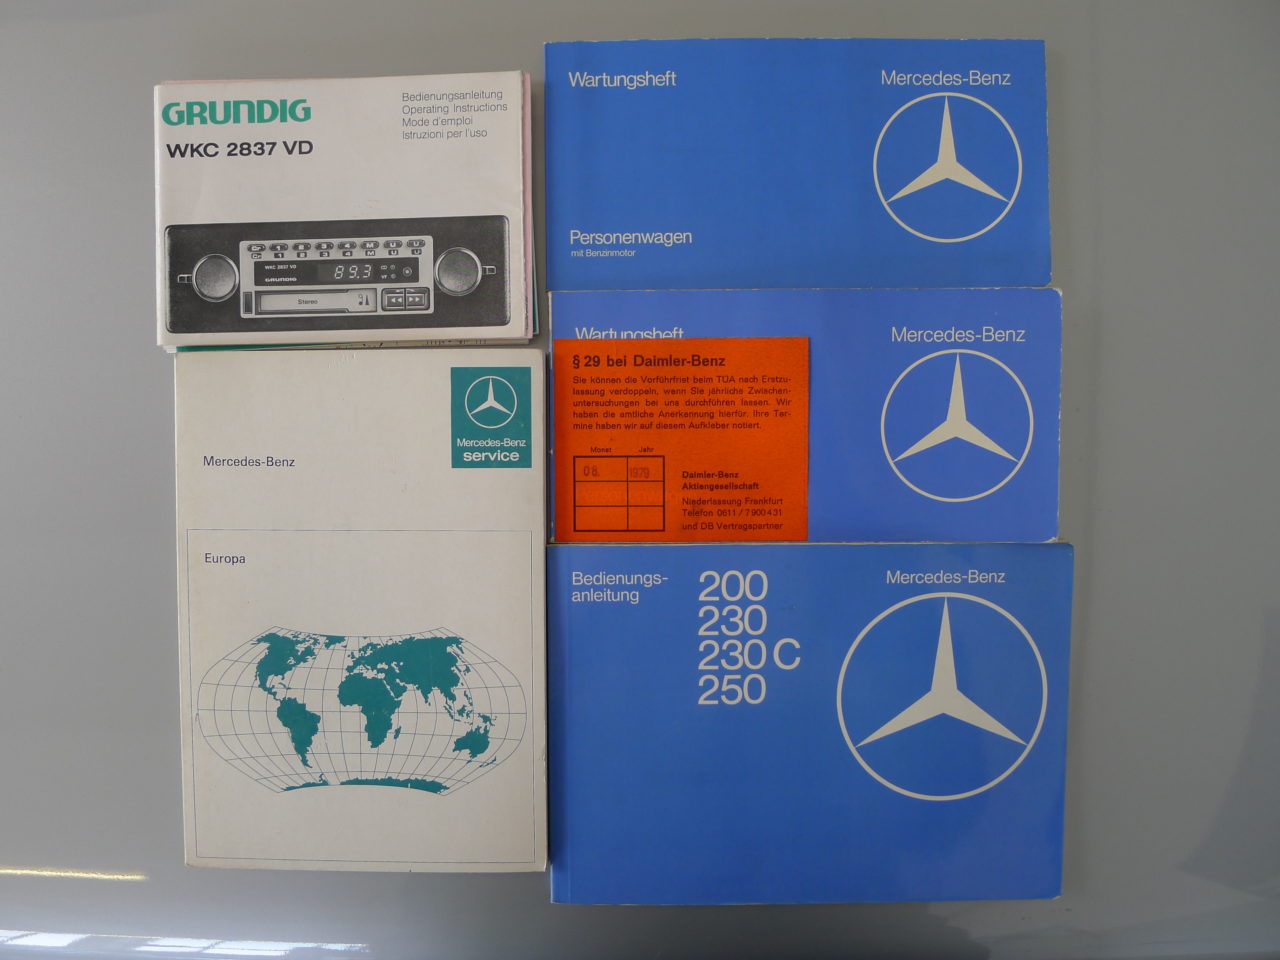 GRUNDIG
WKC 2837 VD
Bedienungsanleitung
Operating Instructions
Mode d'emploi
Istruzioni per l'uso
WKC 2837 VD
GRUNDIG
89.3
Stereo
Mercedes-Benz
Mercedes-Benz
service
Europa
Wartungsheft
Mercedes-Benz
Personenwagen
mit Benzinmotor
Wartungsheft
Mercedes-Benz
§ 29 bei Daimler-Benz
Sie können die Vorführfrist beim TÜA nach Erstzu-
lassung verdoppeln, wenn Sie jährliche Zwischen-
untersuchungen bei uns durchführen lassen. Wir
haben die amtliche Anerkennung hierfür. Ihre Ter-
mine haben wir auf diesem Aufkleber notiert.
Monat Jahr
08. 1979
Daimler-Benz
Aktiengesellschaft
Niederlassung Frankfurt
Telefon 0611 / 7 900 431
und DB Vertragspartner
Bedienungs-
anleitung
200
230
230 C
250
Mercedes-Benz